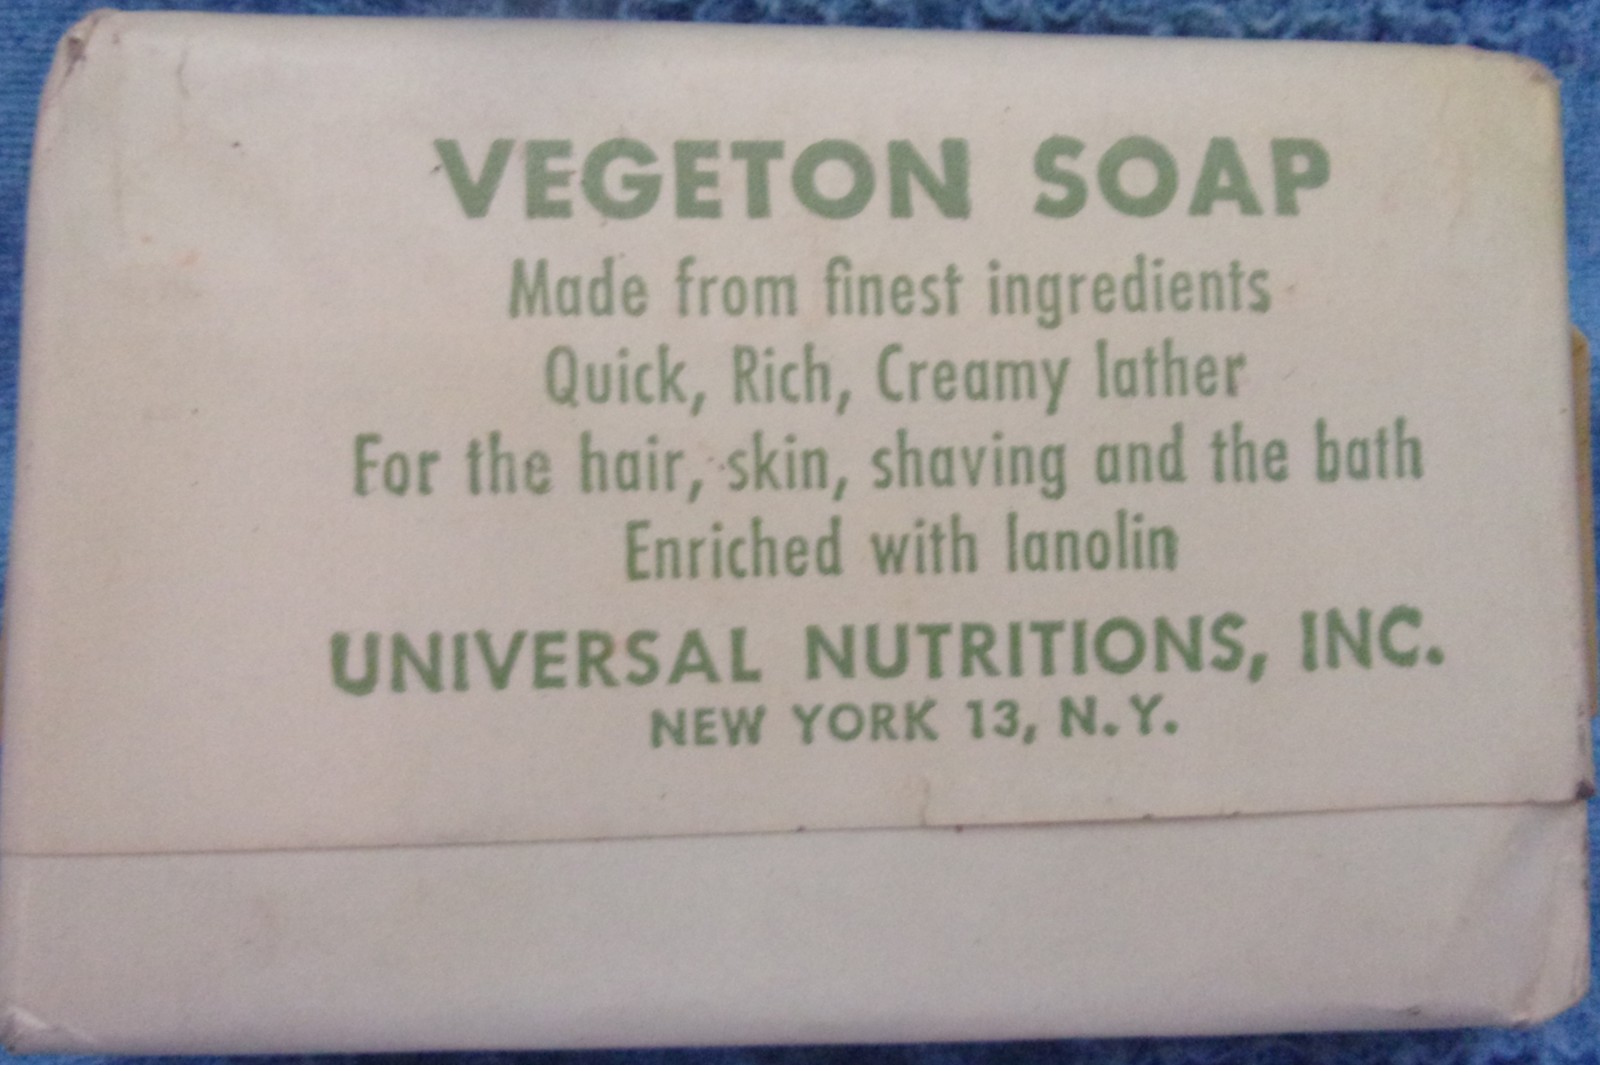 VEGETON SOAP
Made from finest ingredients
Quick, Rich, Creamy lather
For the hair, skin, shaving and the bath
Enriched with lanolin
UNIVERSAL NUTRITIONS, INC.
NEW YORK 13, N.Y.